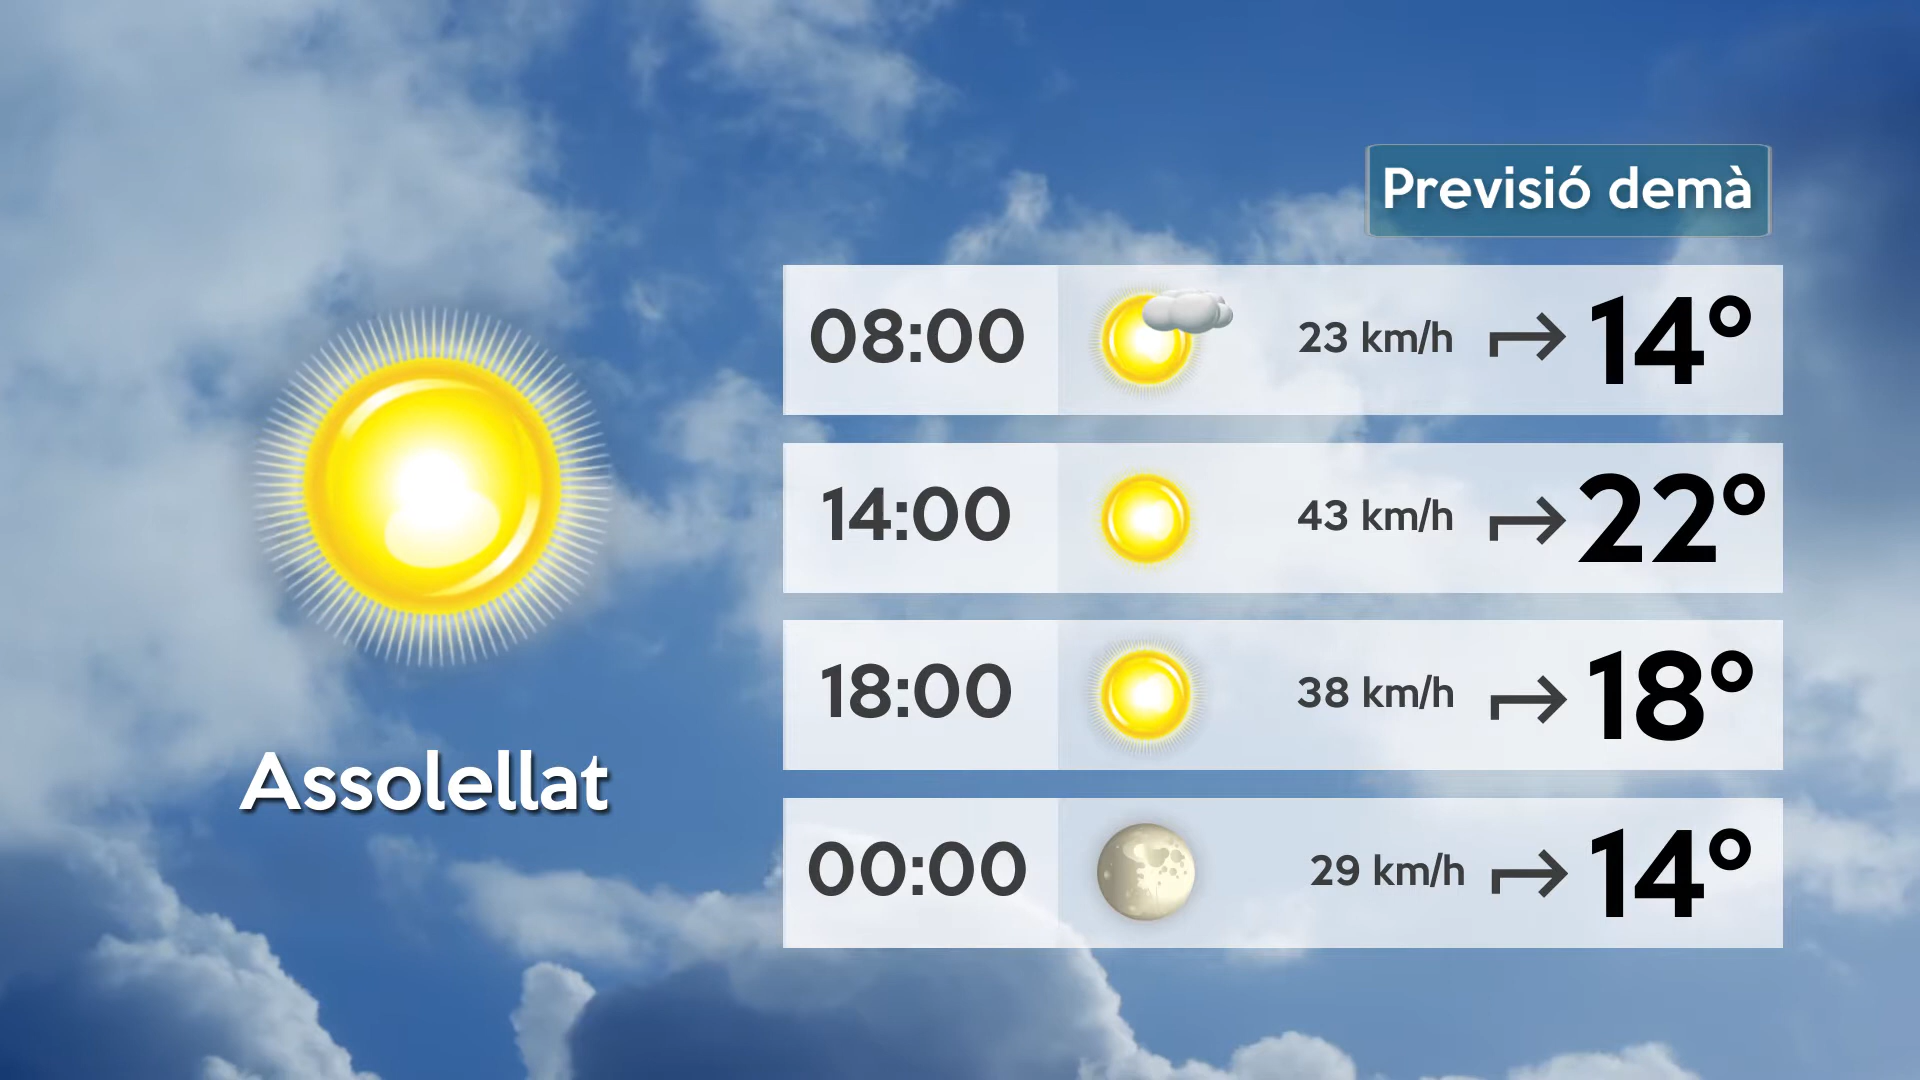 Previsió demà
08:00 23 km/h 14°
14:00 43 km/h 22°
18:00 38 km/h 18°
00:00 29 km/h 14°
Assolellat